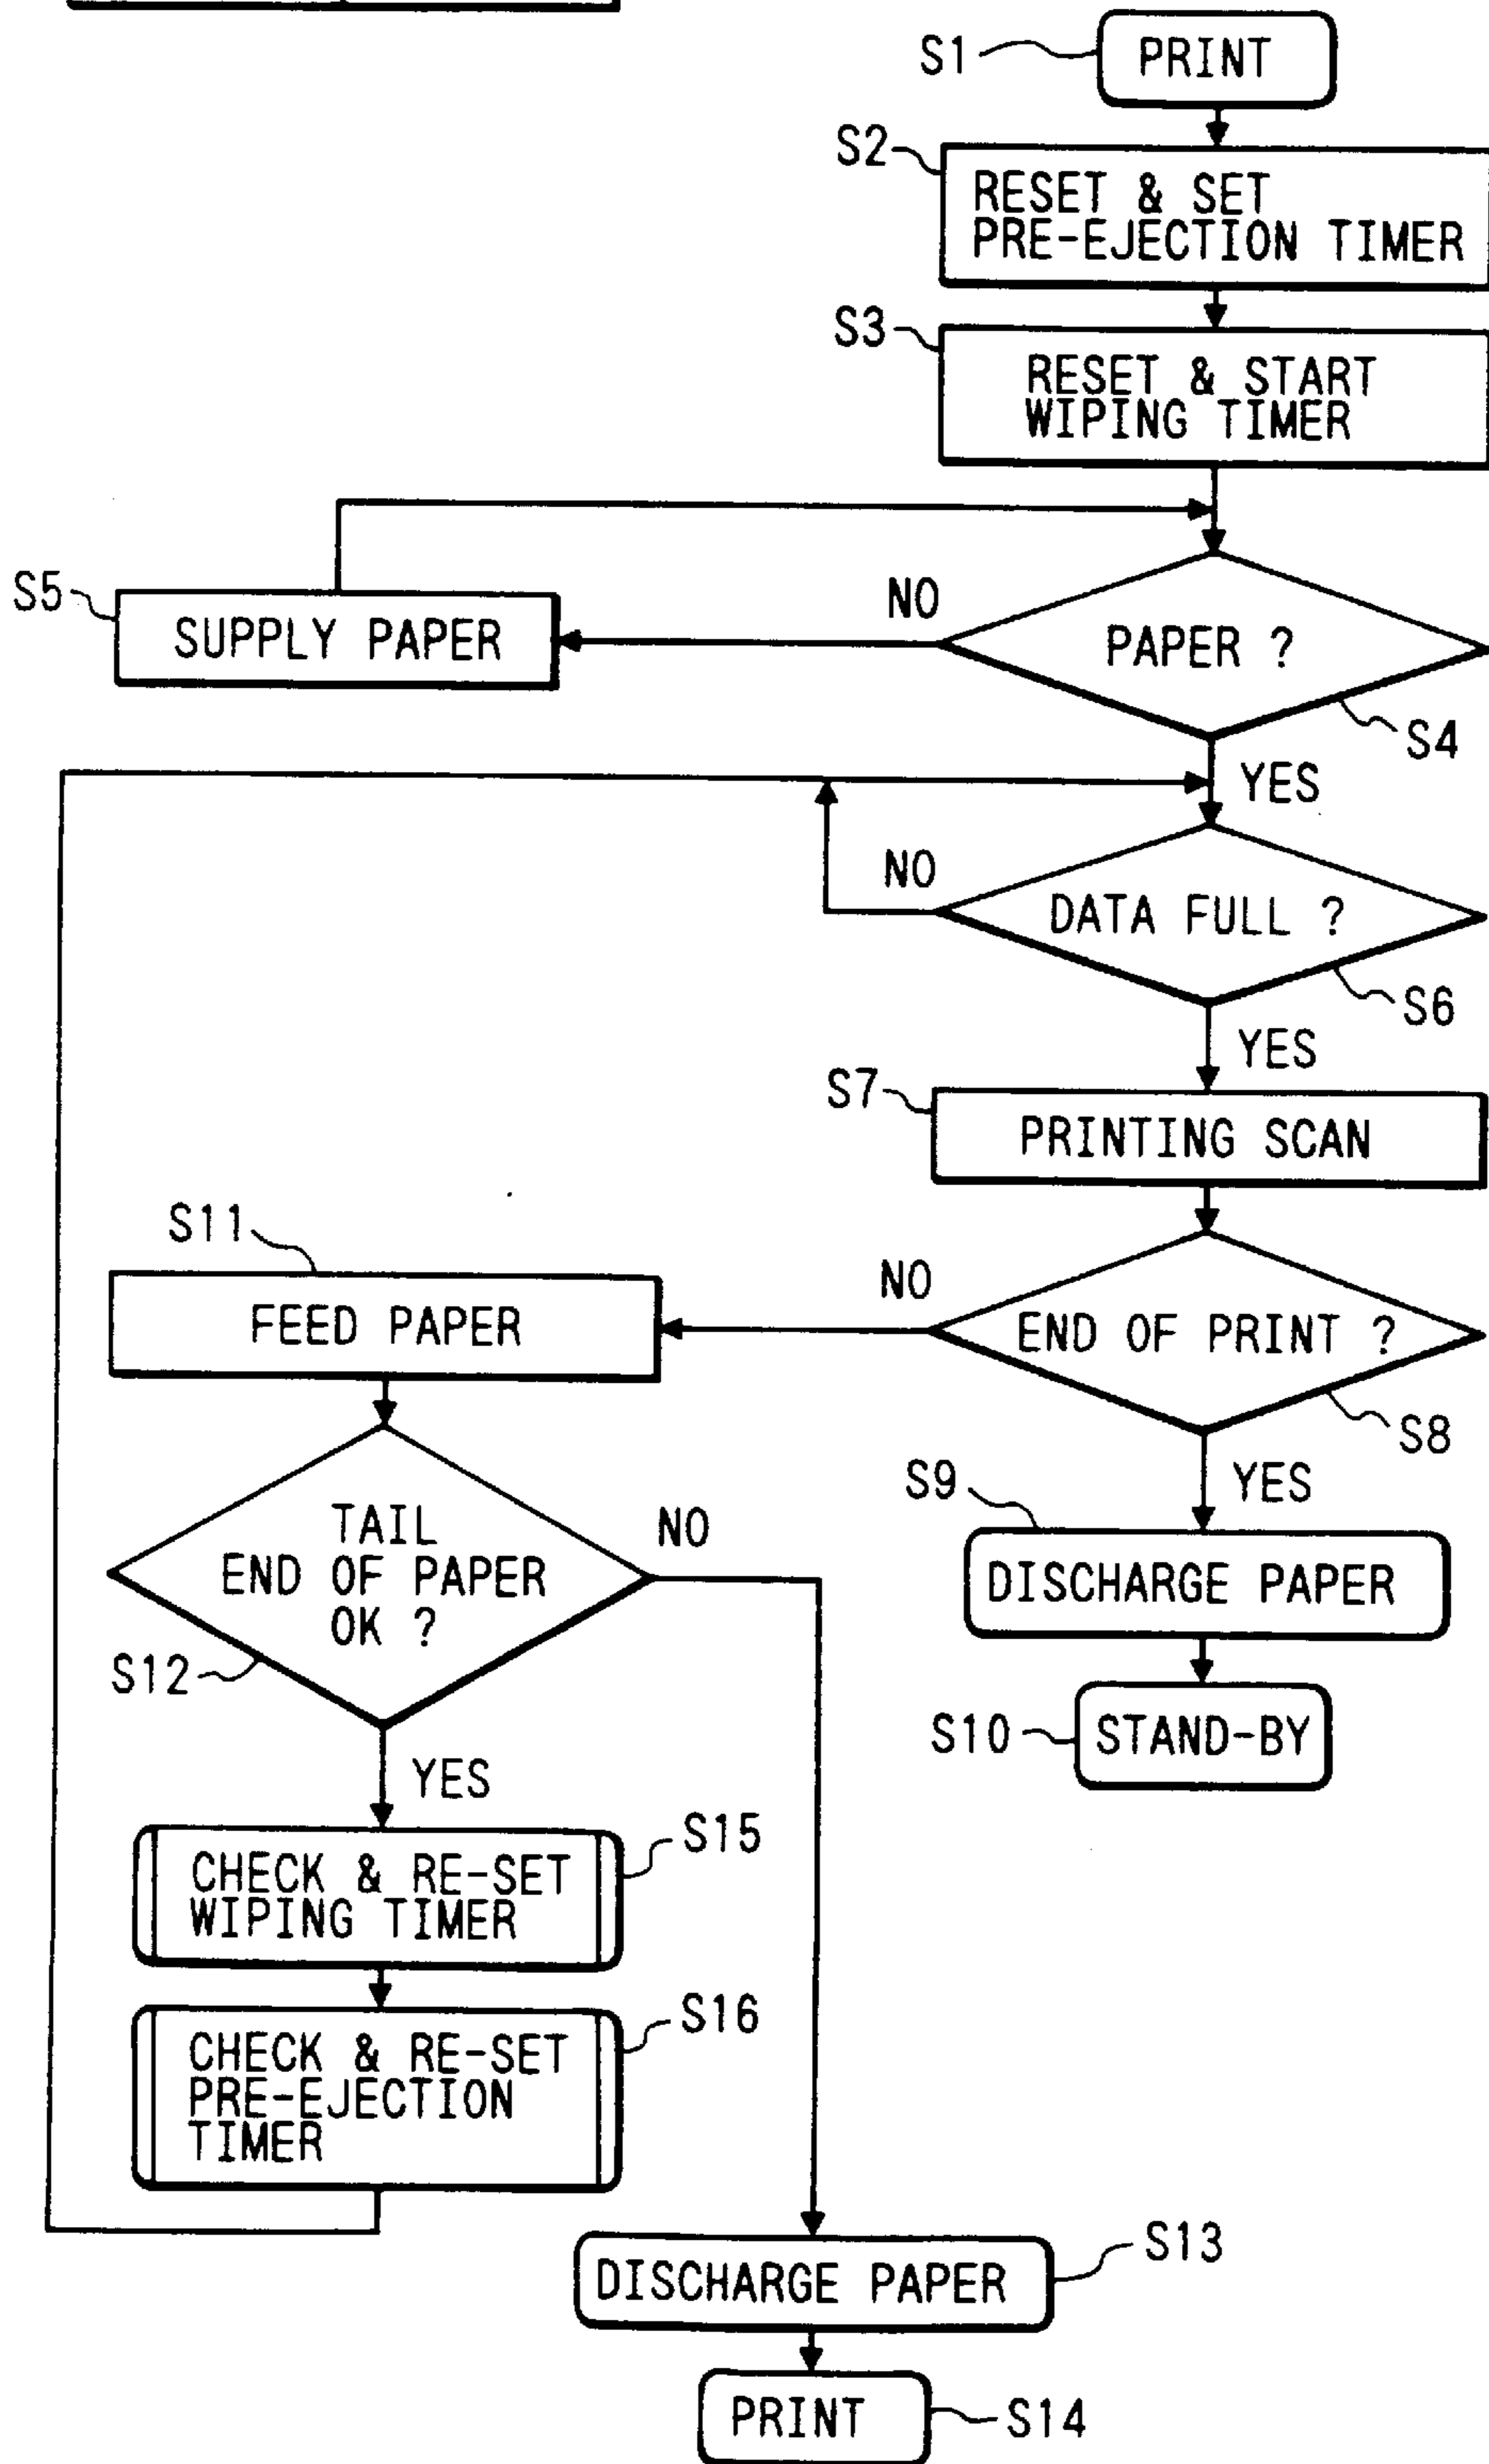 S1
PRINT
S2
RESET & SET
PRE-EJECTION TIMER
S3
RESET & START
WIPING TIMER
S5
SUPPLY PAPER
NO
PAPER ?
S4
YES
NO
DATA FULL ?
S6
YES
S7
PRINTING SCAN
S11
FEED PAPER
NO
END OF PRINT ?
S8
YES
S9
DISCHARGE PAPER
S10
STAND-BY
TAIL
END OF PAPER
OK ?
NO
S12
YES
S15
CHECK & RE-SET
WIPING TIMER
S16
CHECK & RE-SET
PRE-EJECTION
TIMER
S13
DISCHARGE PAPER
PRINT
S14